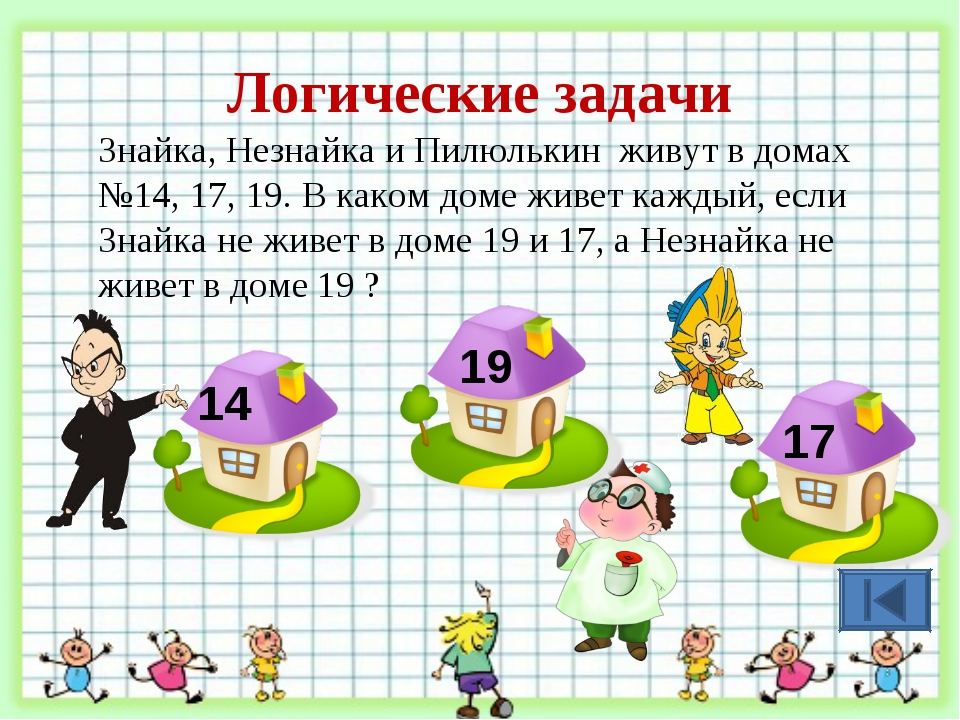 Логические задачи
Знайка, Незнайка и Пилюлькин  живут в домах
№14, 17, 19. В каком доме живет каждый, если
Знайка не живет в доме 19 и 17, а Незнайка не
живет в доме 19 ?
19
14
17